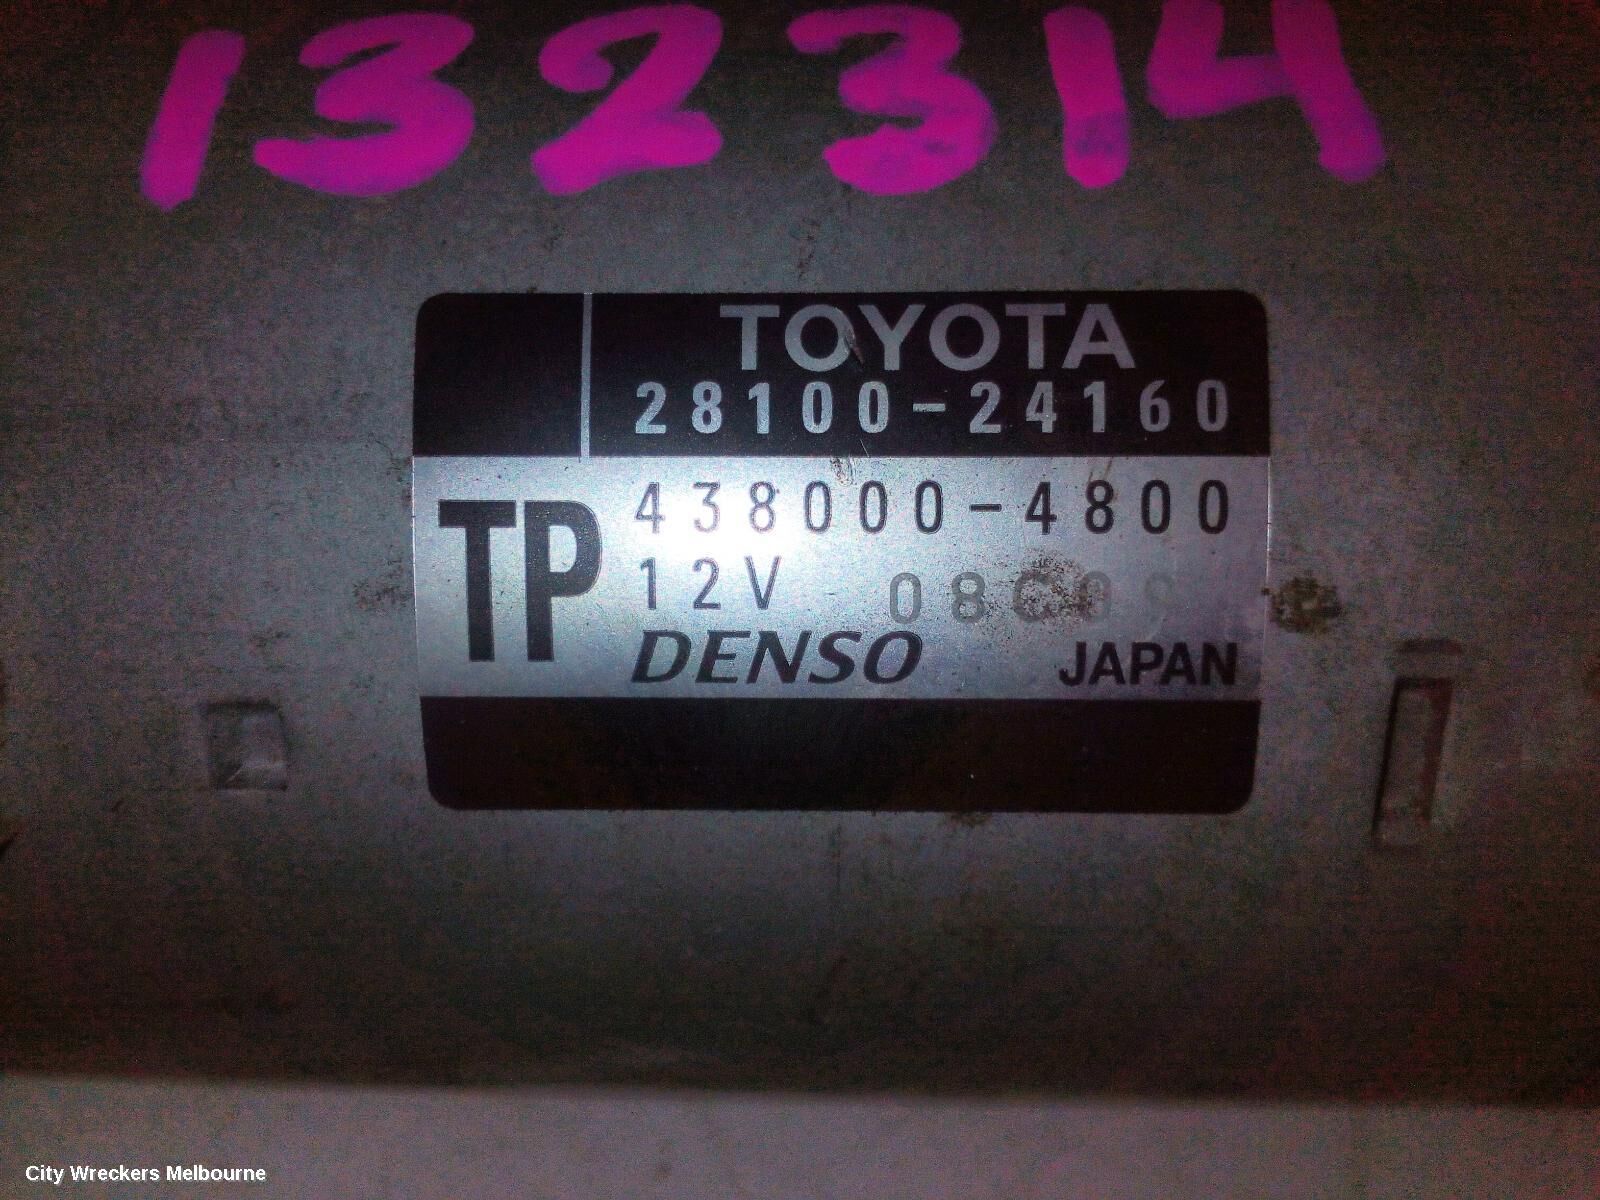 132314
TOYOTA
28100-24160
TP
438000-4800
12V
DENSO
JAPAN
City Wreckers Melbourne